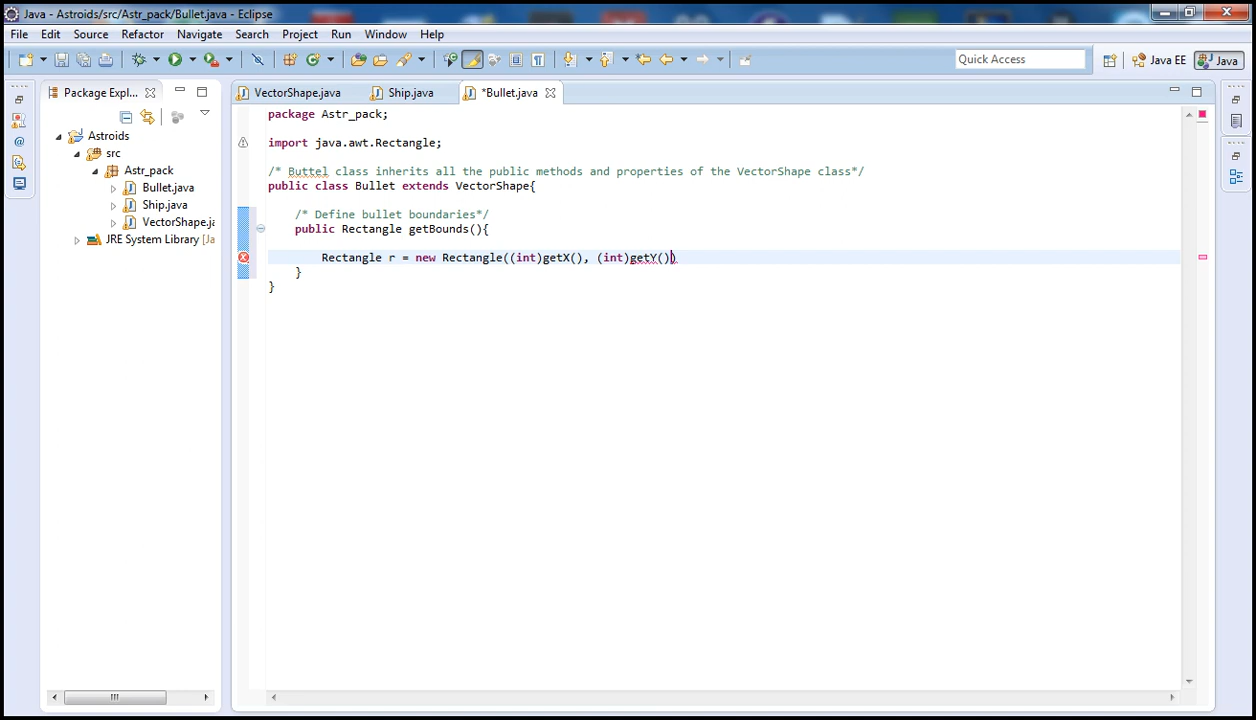 Java - Astroids/src/Astr_pack/Bullet.java - Eclipse
File Edit Source Refactor Navigate Search Project Run Window Help
Quick Access
Java EE
Java
Package Expl...
VectorShape.java
Ship.java
*Bullet.java
Astroids
src
Astr_pack
Bullet.java
Ship.java
VectorShape.ja
JRE System Library [Ja
package Astr_pack;
import java.awt.Rectangle;
/* Buttel class inherits all the public methods and properties of the VectorShape class*/
public class Bullet extends VectorShape{
/* Define bullet boundaries*/
public Rectangle getBounds(){
Rectangle r = new Rectangle((int)getX(), (int)getY())
}
}